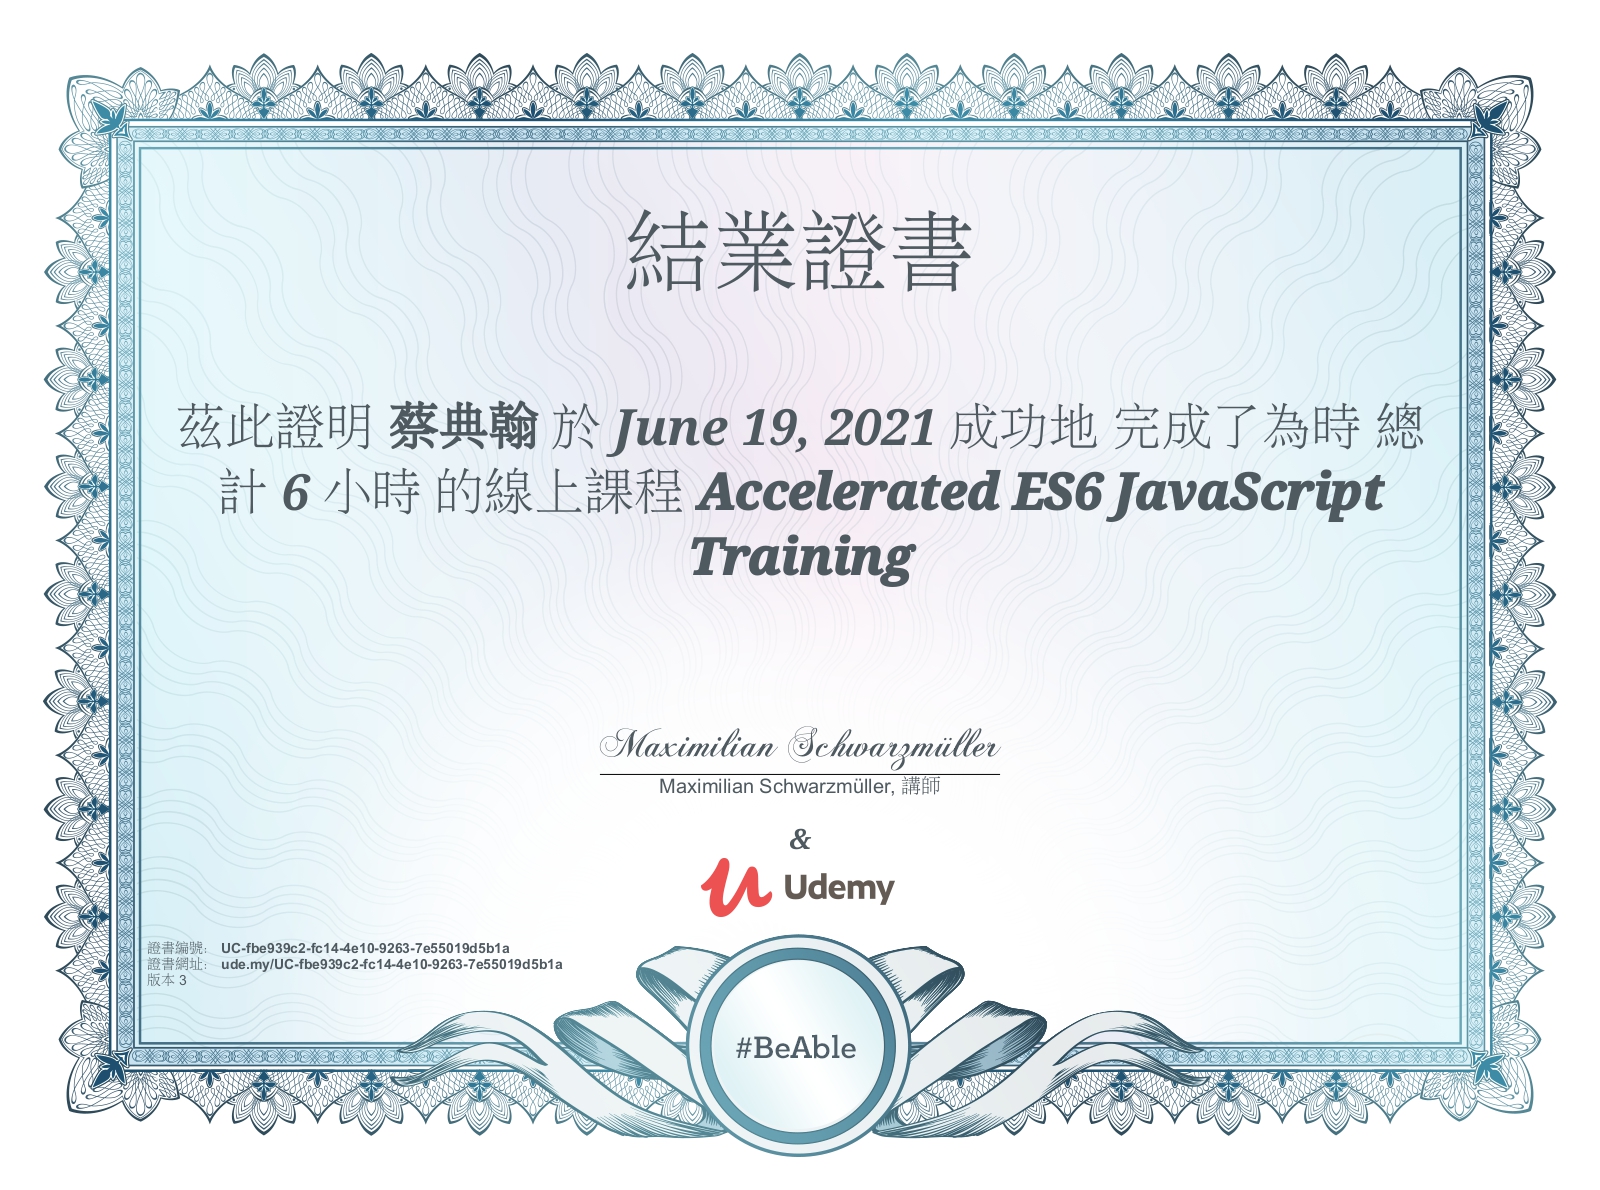 結業證書
茲此證明 蔡典翰 於 June 19, 2021 成功地 完成了為時 總
計 6 小時 的線上課程 Accelerated ES6 JavaScript
Training
Maximilian Schwarzmüller
Maximilian Schwarzmüller, 講師
&
Udemy
證書編號： UC-fbe939c2-fc14-4e10-9263-7e55019d5b1a
證書網址： ude.my/UC-fbe939c2-fc14-4e10-9263-7e55019d5b1a
版本 3
#BeAble